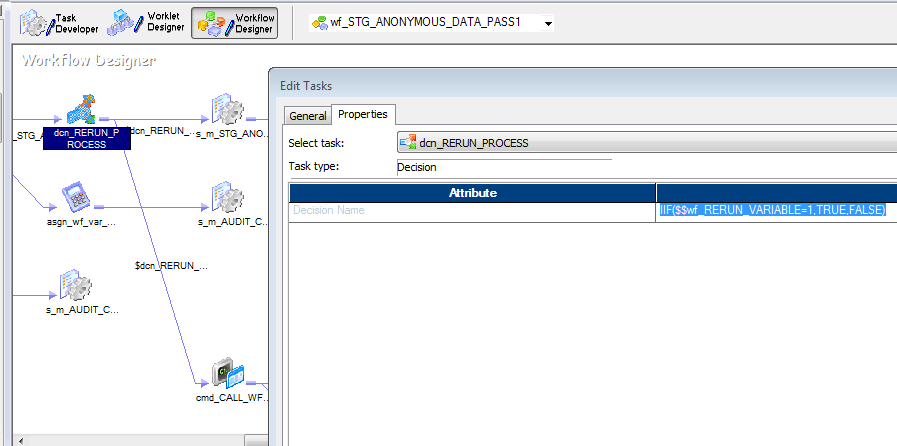 Task
Developer
Worklet
Designer
Workflow
Designer
wf_STG_ANONYMOUS_DATA_PASS1
Workflow Designer
Edit Tasks
General
Properties
Select task:
dcn_RERUN_PROCESS
Task type:
Decision
Attribute
Decision Name
IIF($$wf_RERUN_VARIABLE=1,TRUE,FALSE)
_STG_A
dcn_RERUN_P
ROCESS
dcn_RERUN_...
s_m_STG_ANO...
asgn_wf_var_...
s_m_AUDIT_C...
$dcn_RERUN_...
s_m_AUDIT_C...
cmd_CALL_WF...